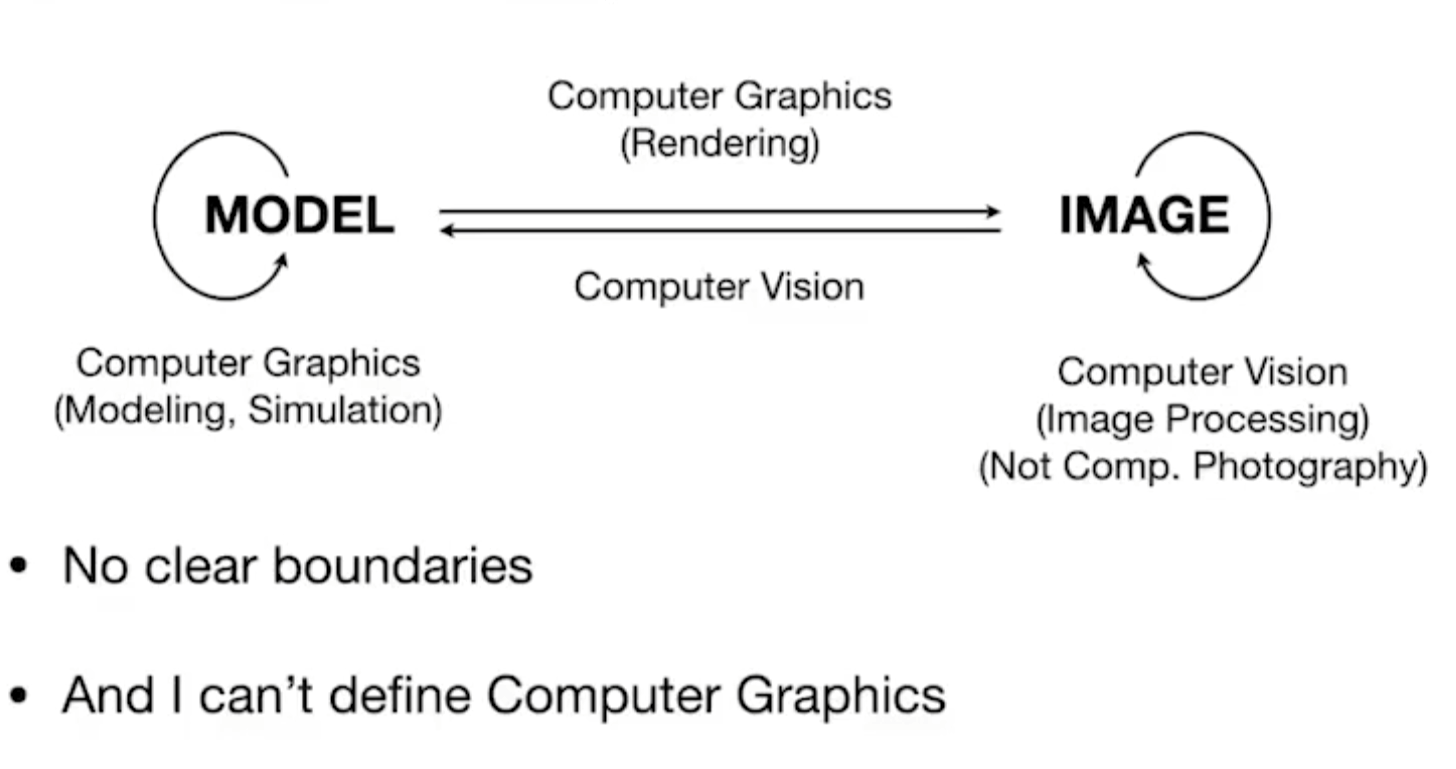 Computer Graphics
(Rendering)
MODEL
IMAGE
Computer Vision
Computer Graphics
(Modeling, Simulation)
Computer Vision
(Image Processing)
(Not Comp. Photography)
• No clear boundaries
• And I can’t define Computer Graphics